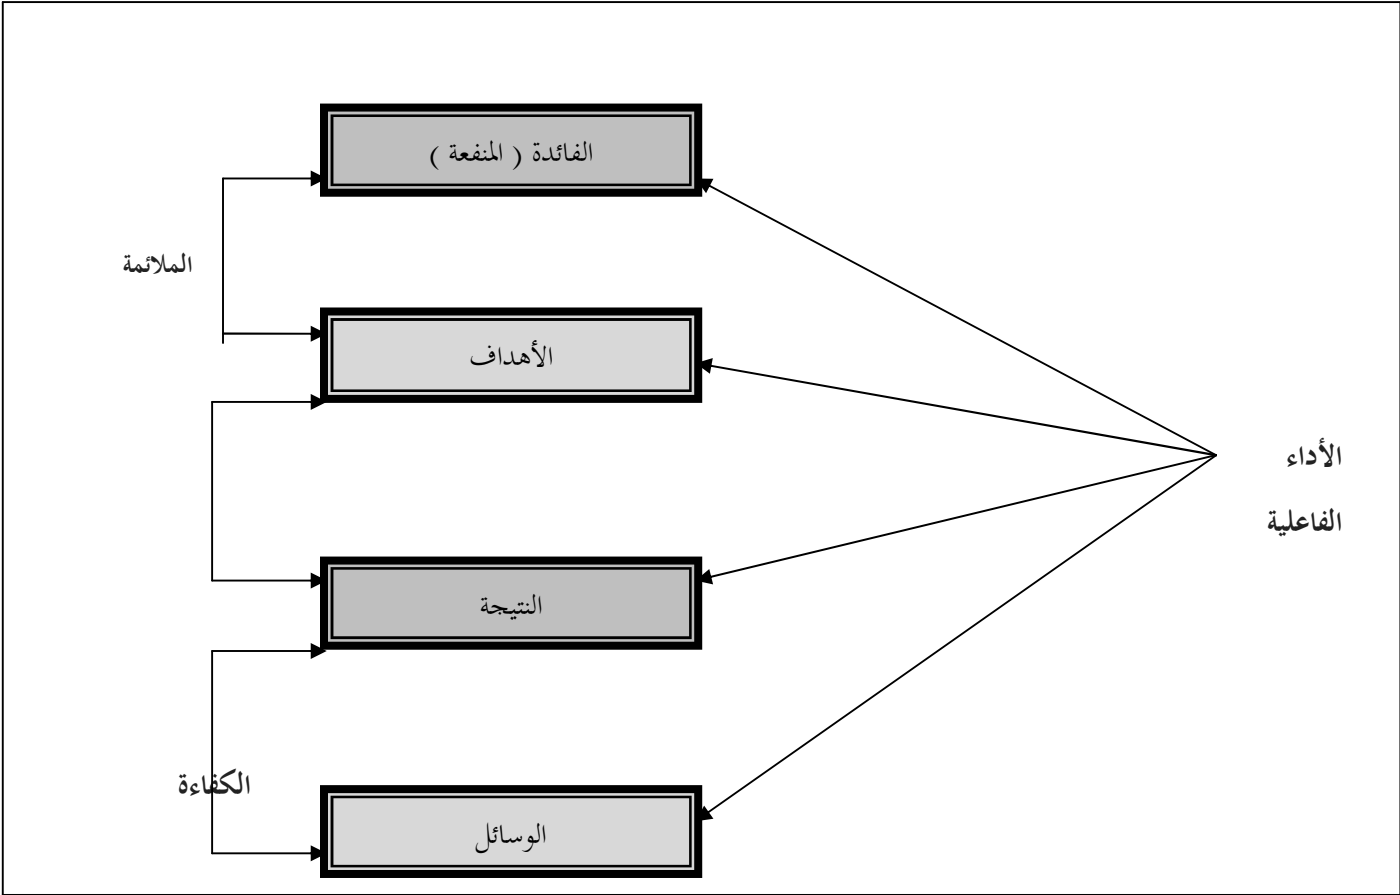 الفائدة ( المنفعة )
الملائمة
الأهداف
الأداء
الفاعلية
النتيجة
الكفاءة
الوسائل